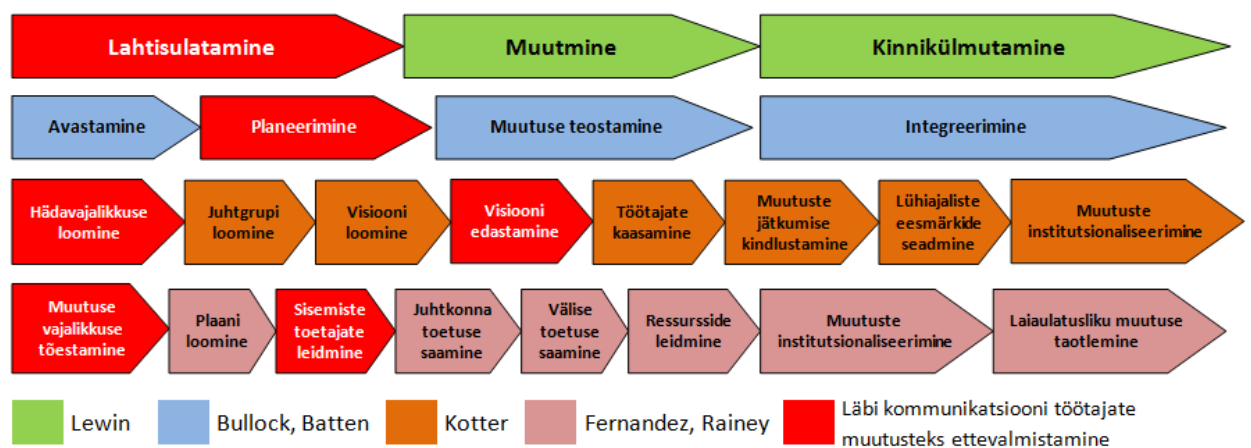 Lahtisulatamine
Muutmine
Kinnikülmutamine
Avastamine
Planeerimine
Muutuse teostamine
Integreerimine
Hädavajalikkuse
loomine
Juhtgrupi
loomine
Visiooni
loomine
Visiooni
edastamine
Töötajate
kaasamine
Muutuste
jätkumise
kindlustamine
Lühiajaliste
eesmärkide
seadmine
Muutuste
institutsionaliseerimine
Muutuse
vajalikkuse
tõestamine
Plaani
loomine
Sisemiste
toetajate
leidmine
Juhtkonna
toetuse
saamine
Välise
toetuse
saamine
Ressursside
leidmine
Muutuste
institutsionaliseerimine
Laiaulatusliku muutuse
taotlemine
Lewin
Bullock, Batten
Kotter
Fernandez, Rainey
Läbi kommunikatsiooni töötajate
muutusteks ettevalmistamine